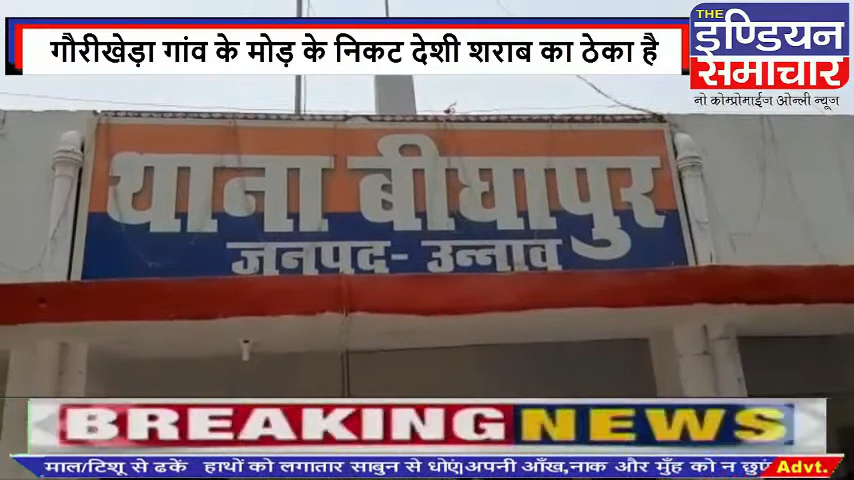 गौरीखेड़ा गांव के मोड़ के निकट देशी शराब का ठेका है
THE
इण्डियन
समाचार
नो कोम्प्रोमाईज ओन्ली न्यूज
थाना बीघापुर
जनपद- उन्नाव
BREAKING NEWS
माल/टिशू से ढकें हाथों को लगातार साबुन से धोएं|अपनी आँख,नाक और मुँह को न छुएं
Advt.